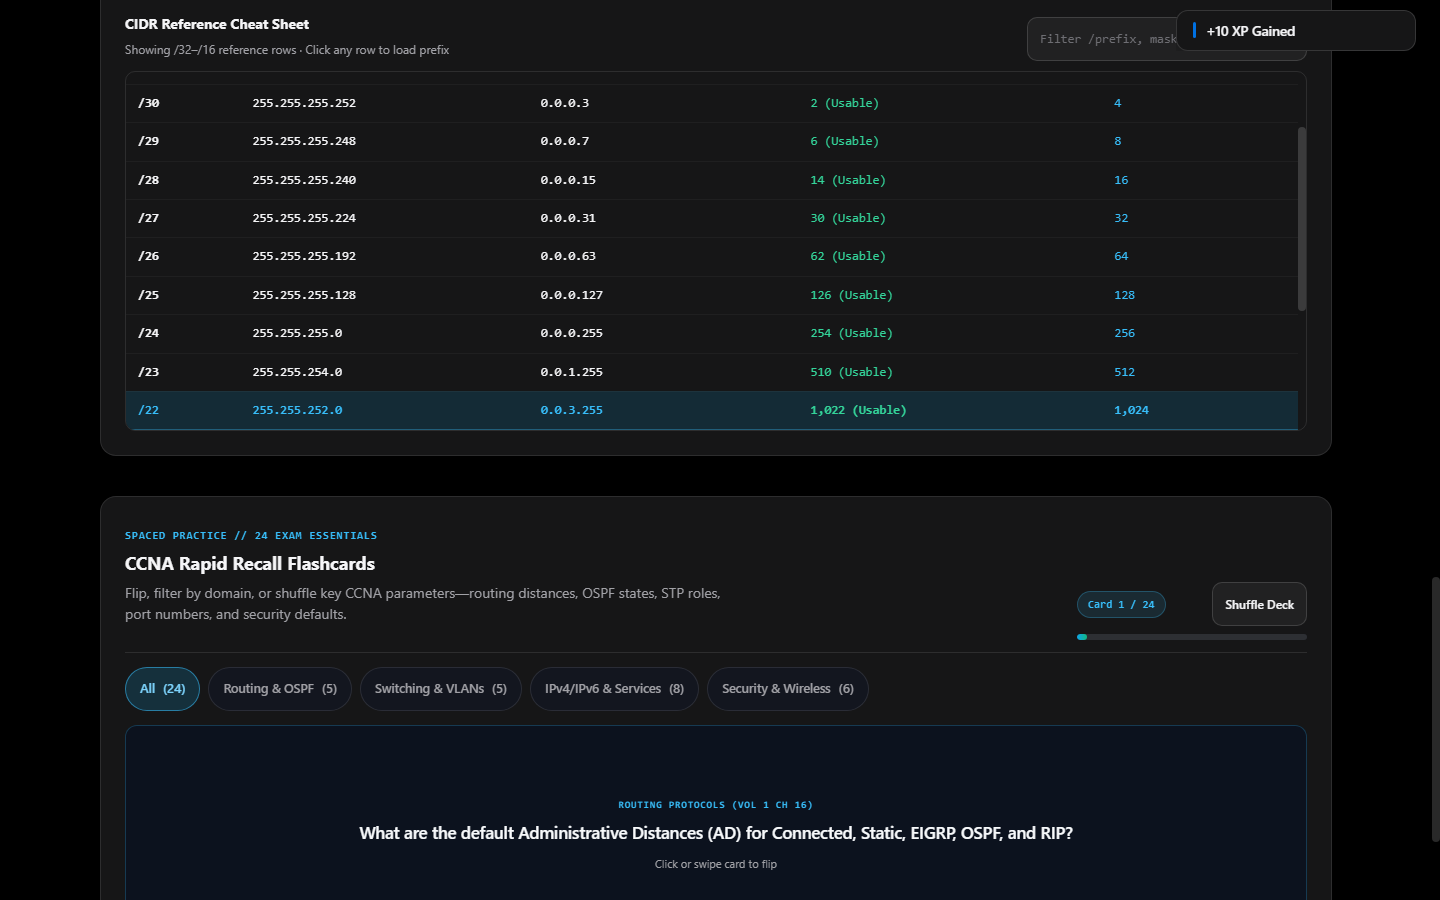 CIDR Reference Cheat Sheet
Showing /32–/16 reference rows · Click any row to load prefix
Filter /prefix, mask
+10 XP Gained
/30 255.255.255.252 0.0.0.3 2 (Usable) 4
/29 255.255.255.248 0.0.0.7 6 (Usable) 8
/28 255.255.255.240 0.0.0.15 14 (Usable) 16
/27 255.255.255.224 0.0.0.31 30 (Usable) 32
/26 255.255.255.192 0.0.0.63 62 (Usable) 64
/25 255.255.255.128 0.0.0.127 126 (Usable) 128
/24 255.255.255.0 0.0.0.255 254 (Usable) 256
/23 255.255.254.0 0.0.1.255 510 (Usable) 512
/22 255.255.252.0 0.0.3.255 1,022 (Usable) 1,024
SPACED PRACTICE // 24 EXAM ESSENTIALS
CCNA Rapid Recall Flashcards
Flip, filter by domain, or shuffle key CCNA parameters—routing distances, OSPF states, STP roles,
port numbers, and security defaults.
Card 1 / 24
Shuffle Deck
All (24) Routing & OSPF (5) Switching & VLANs (5) IPv4/IPv6 & Services (8) Security & Wireless (6)
ROUTING PROTOCOLS (VOL 1 CH 16)
What are the default Administrative Distances (AD) for Connected, Static, EIGRP, OSPF, and RIP?
Click or swipe card to flip